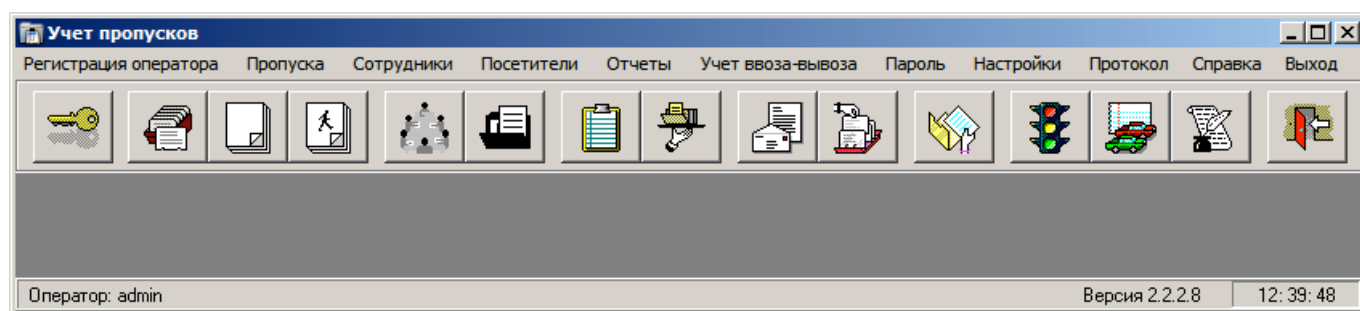 Учет пропусков
Регистрация оператора Пропуска Сотрудники Посетители Отчеты Учет ввоза-вывоза Пароль Настройки Протокол Справка Выход
Оператор: admin Версия 2.2.2.8 12:39:48